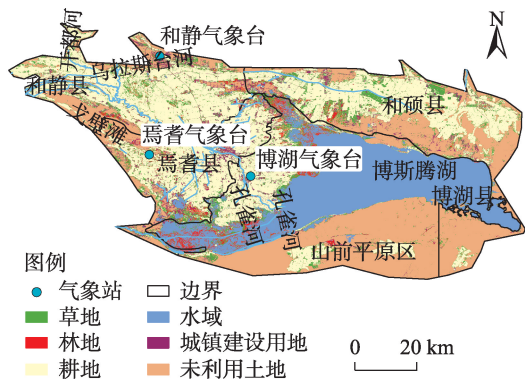 开都河
和静气象台
N
乌拉斯台河
和静县
和硕县
戈壁滩
焉耆气象台
焉耆县
博湖气象台
博斯腾湖
博湖县
孔雀河
孔雀河
山前平原区
图例
气象站 边界
草地 水域
林地 城镇建设用地
耕地 未利用土地
0 20 km